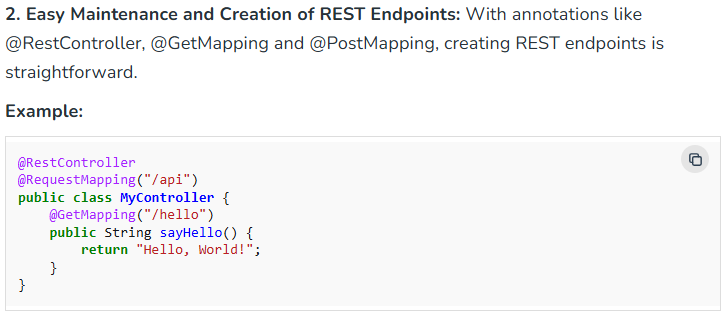 2. Easy Maintenance and Creation of REST Endpoints: With annotations like
@RestController, @GetMapping and @PostMapping, creating REST endpoints is
straightforward.
Example:
@RestController
@RequestMapping("/api")
public class MyController {
    @GetMapping("/hello")
    public String sayHello() {
        return "Hello, World!";
    }
}